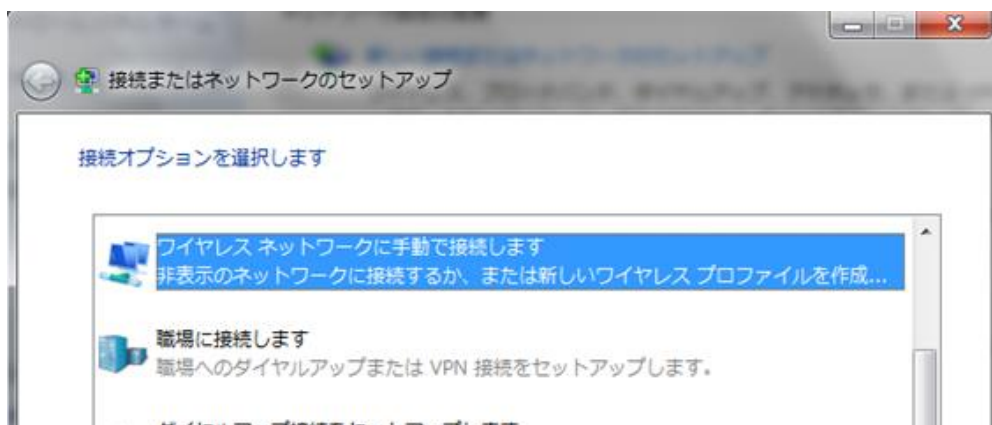 接続またはネットワークのセットアップ
接続オプションを選択します
ワイヤレス ネットワークに手動で接続します
非表示のネットワークに接続するか、または新しいワイヤレス プロファイルを作成...
職場に接続します
職場へのダイヤルアップまたは VPN 接続をセットアップします。